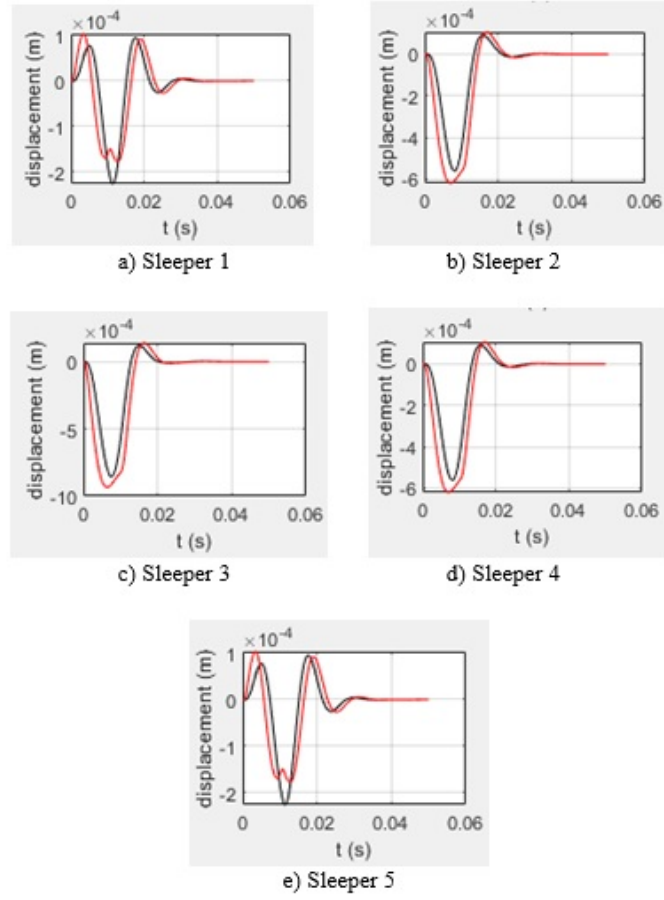 ×10⁻⁴
1
0
-1
-2
displacement (m)
0 0.02 0.04 0.06
t (s)
a) Sleeper 1
×10⁻⁴
0
-2
-4
-6
displacement (m)
0 0.02 0.04 0.06
t (s)
b) Sleeper 2
×10⁻⁴
0
-5
-10
displacement (m)
0 0.02 0.04 0.06
t (s)
c) Sleeper 3
×10⁻⁴
0
-2
-4
-6
displacement (m)
0 0.02 0.04 0.06
t (s)
d) Sleeper 4
×10⁻⁴
1
0
-1
-2
displacement (m)
0 0.02 0.04 0.06
t (s)
e) Sleeper 5